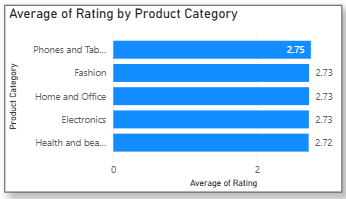 Average of Rating by Product Category
Product Category
Phones and Tab... 2.75
Fashion 2.73
Home and Office 2.73
Electronics 2.73
Health and bea... 2.72
0 2
Average of Rating